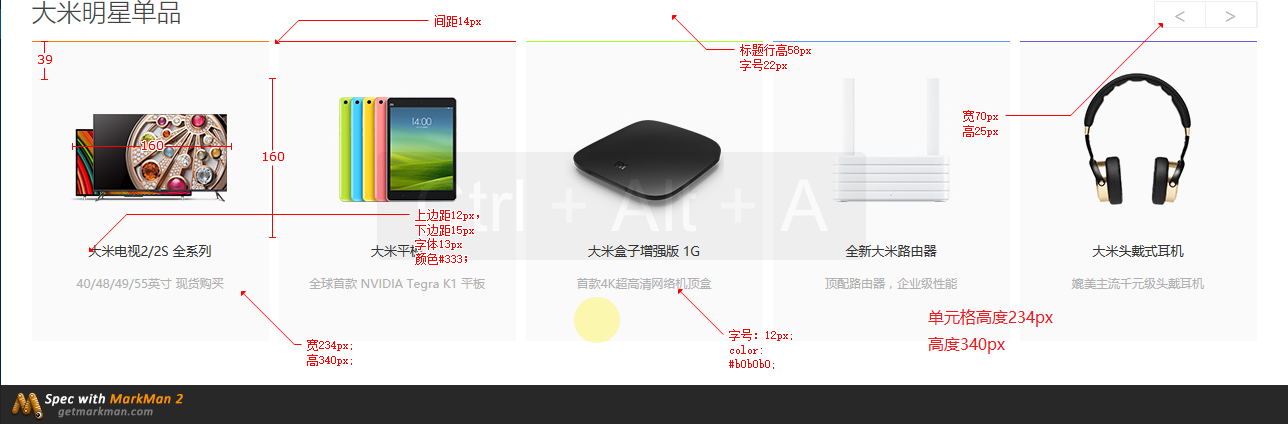 大米明星单品
间距14px
< >
标题行高58px
字号22px
39
宽70px
高25px
160
160
14:00
Ctrl + Alt + A
上边距12px，
下边距15px
字体13px
颜色#333；
大米电视2/2S 全系列
大米平板
大米盒子增强版 1G
全新大米路由器
大米头戴式耳机
40/48/49/55英寸 现货购买
全球首款 NVIDIA Tegra K1 平板
首款4K超高清网络机顶盒
顶配路由器，企业级性能
媲美主流千元级头戴耳机
宽234px;
高340px;
字号：12px;
color:
#b0b0b0;
单元格高度234px
高度340px
Spec with MarkMan 2
getmarkman.com